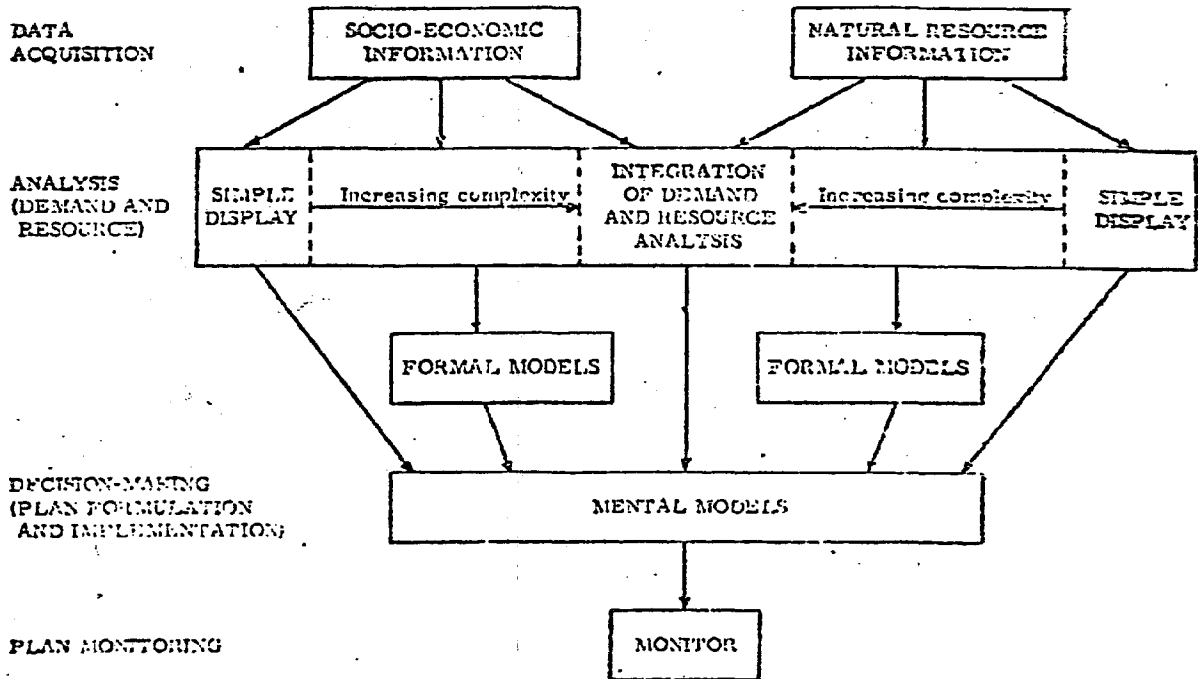 DATA
ACQUISITION
SOCIO-ECONOMIC
INFORMATION
NATURAL RESOURCE
INFORMATION
ANALYSIS
(DEMAND AND
RESOURCE)
SIMPLE
DISPLAY
Increasing complexity
INTEGRATION
OF DEMAND
AND RESOURCE
ANALYSIS
Increasing complexity
SIMPLE
DISPLAY
FORMAL MODELS
FORMAL MODELS
DECISION-MAKING
(PLAN FORMULATION
AND IMPLEMENTATION)
MENTAL MODELS
PLAN MONITORING
MONITOR